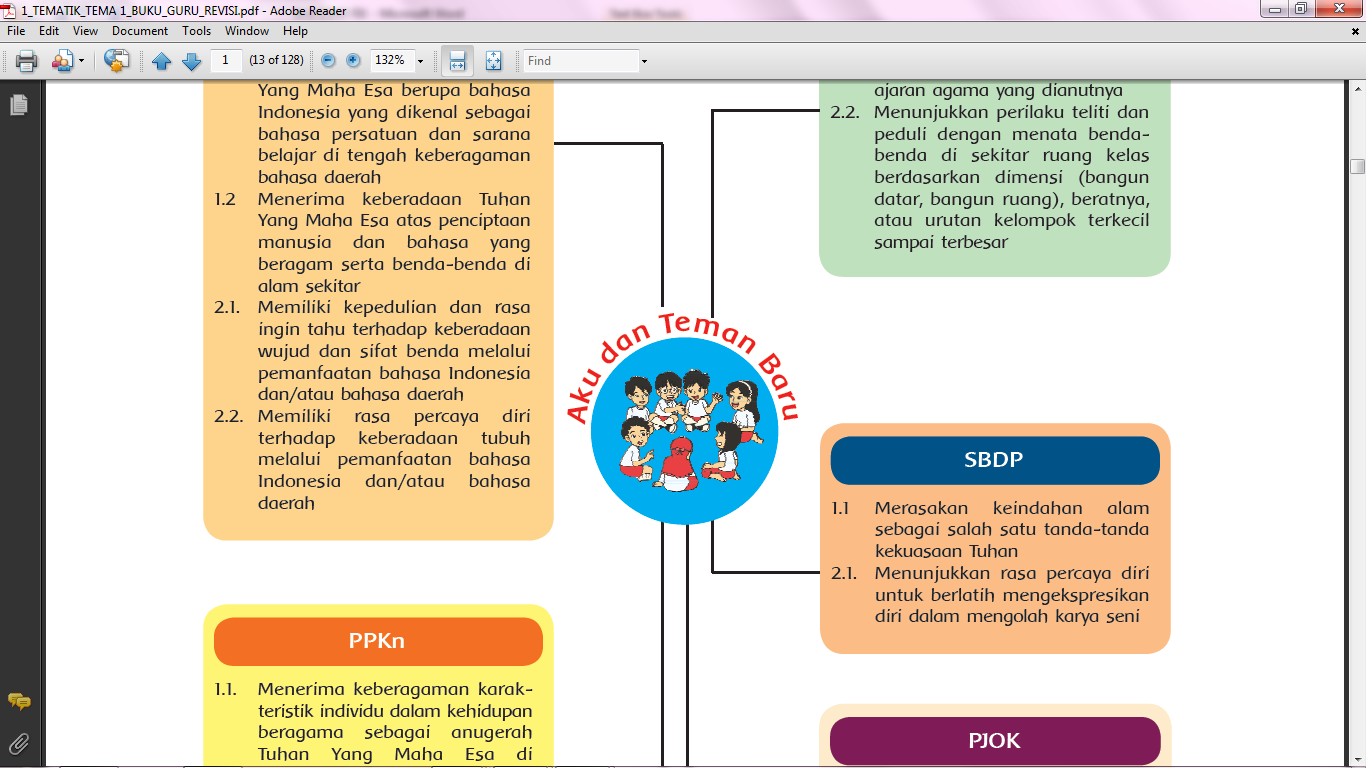 1_TEMATIK_TEMA 1_BUKU_GURU_REVISI.pdf - Adobe Reader
File Edit View Document Tools Window Help
1 (13 of 128) 132% Find
Yang Maha Esa berupa bahasa
Indonesia yang dikenal sebagai
bahasa persatuan dan sarana
belajar di tengah keberagaman
bahasa daerah
1.2 Menerima keberadaan Tuhan
Yang Maha Esa atas penciptaan
manusia dan bahasa yang
beragam serta benda-benda di
alam sekitar
2.1. Memiliki kepedulian dan rasa
ingin tahu terhadap keberadaan
wujud dan sifat benda melalui
pemanfaatan bahasa Indonesia
dan/atau bahasa daerah
2.2. Memiliki rasa percaya diri
terhadap keberadaan tubuh
melalui pemanfaatan bahasa
Indonesia dan/atau bahasa
daerah
ajaran agama yang dianutnya
2.2. Menunjukkan perilaku teliti dan
peduli dengan menata benda-
benda di sekitar ruang kelas
berdasarkan dimensi (bangun
datar, bangun ruang), beratnya,
atau urutan kelompok terkecil
sampai terbesar
Aku dan Teman Baru
SBDP
1.1 Merasakan keindahan alam
sebagai salah satu tanda-tanda
kekuasaan Tuhan
2.1. Menunjukkan rasa percaya diri
untuk berlatih mengekspresikan
diri dalam mengolah karya seni
PPKn
1.1. Menerima keberagaman karak-
teristik individu dalam kehidupan
beragama sebagai anugerah
Tuhan Yang Maha Esa di
PJOK